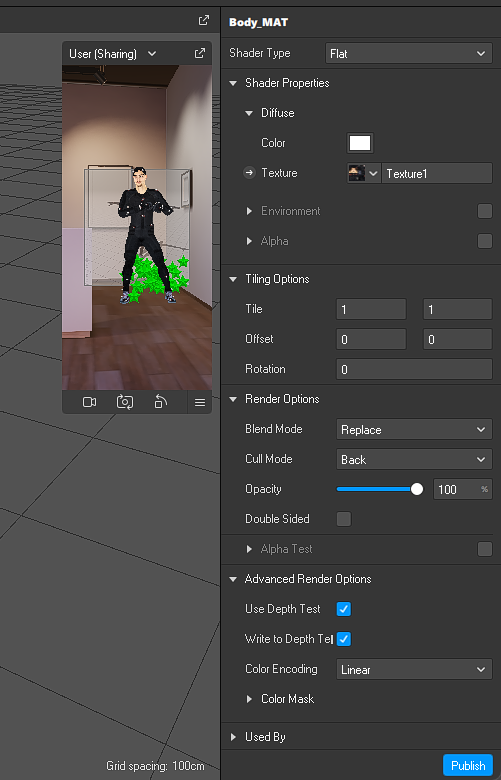 User (Sharing)
Body_MAT
Shader Type
Flat
Shader Properties
Diffuse
Color
Texture
Texture1
Environment
Alpha
Tiling Options
Tile
1
1
Offset
0
0
Rotation
0
Render Options
Blend Mode
Replace
Cull Mode
Back
Opacity
100 %
Double Sided
Alpha Test
Advanced Render Options
Use Depth Test
Write to Depth Te
Color Encoding
Linear
Color Mask
Used By
Grid spacing: 100cm
Publish